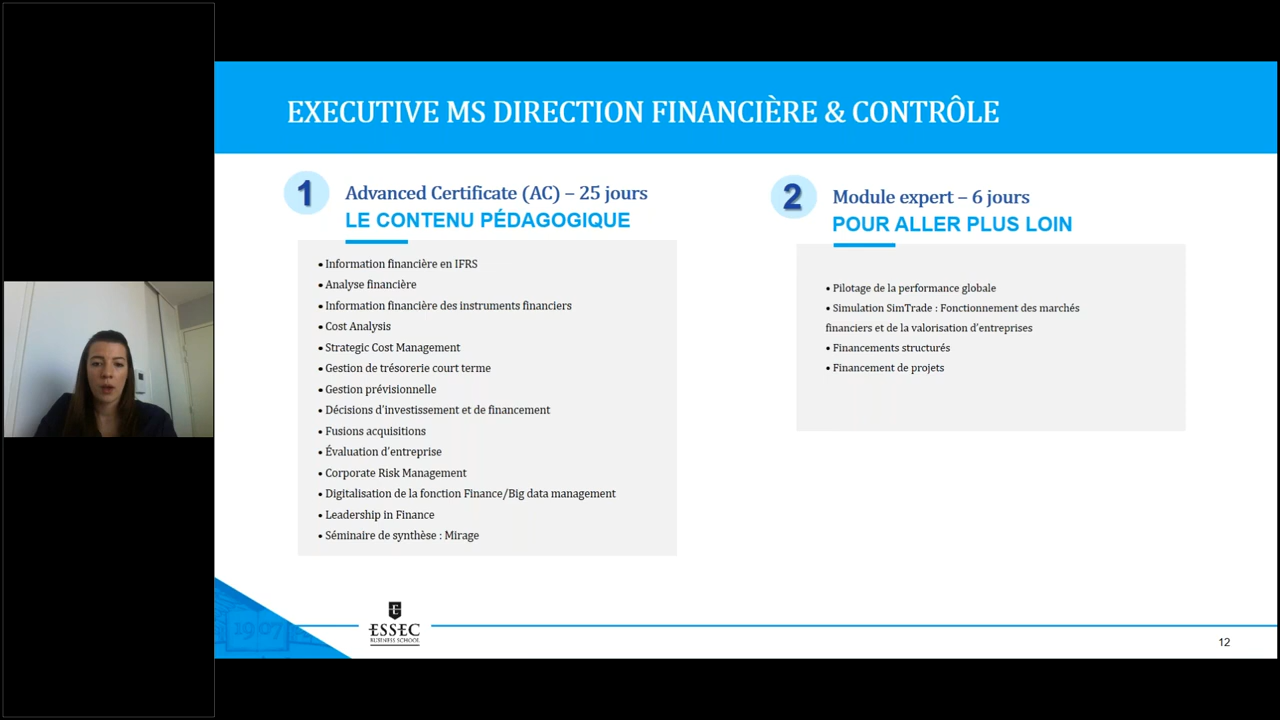 EXECUTIVE MS DIRECTION FINANCIÈRE & CONTRÔLE
1
Advanced Certificate (AC) – 25 jours
LE CONTENU PÉDAGOGIQUE
• Information financière en IFRS
• Analyse financière
• Information financière des instruments financiers
• Cost Analysis
• Strategic Cost Management
• Gestion de trésorerie court terme
• Gestion prévisionnelle
• Décisions d'investissement et de financement
• Fusions acquisitions
• Évaluation d'entreprise
• Corporate Risk Management
• Digitalisation de la fonction Finance/Big data management
• Leadership in Finance
• Séminaire de synthèse : Mirage
2
Module expert – 6 jours
POUR ALLER PLUS LOIN
• Pilotage de la performance globale
• Simulation SimTrade : Fonctionnement des marchés
financiers et de la valorisation d'entreprises
• Financements structurés
• Financement de projets
1907
ESSEC
BUSINESS SCHOOL
12